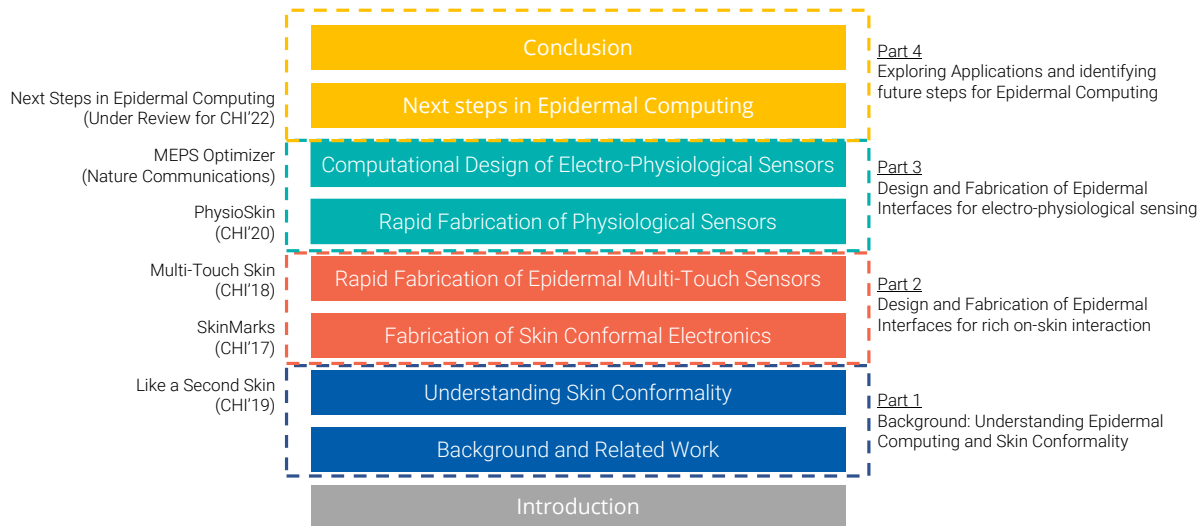 Conclusion
Part 4
Exploring Applications and identifying
future steps for Epidermal Computing
Next Steps in Epidermal Computing
(Under Review for CHI'22)
Next steps in Epidermal Computing
MEPS Optimizer
(Nature Communications)
Computational Design of Electro-Physiological Sensors
Part 3
Design and Fabrication of Epidermal
Interfaces for electro-physiological sensing
PhysioSkin
(CHI'20)
Rapid Fabrication of Physiological Sensors
Multi-Touch Skin
(CHI'18)
Rapid Fabrication of Epidermal Multi-Touch Sensors
Part 2
Design and Fabrication of Epidermal
Interfaces for rich on-skin interaction
SkinMarks
(CHI'17)
Fabrication of Skin Conformal Electronics
Like a Second Skin
(CHI'19)
Understanding Skin Conformality
Part 1
Background: Understanding Epidermal
Computing and Skin Conformality
Background and Related Work
Introduction